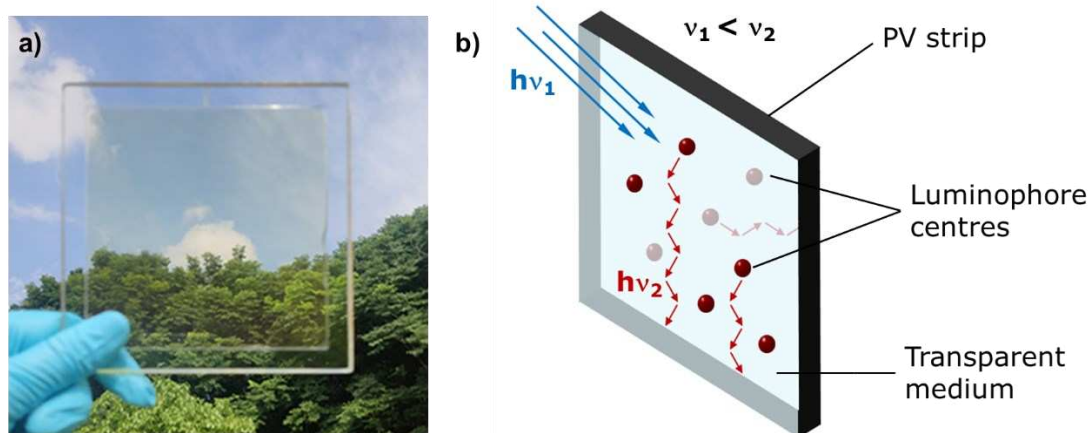 a)
b)
ν₁ < ν₂
PV strip
hν₁
Luminophore
centres
hν₂
Transparent
medium